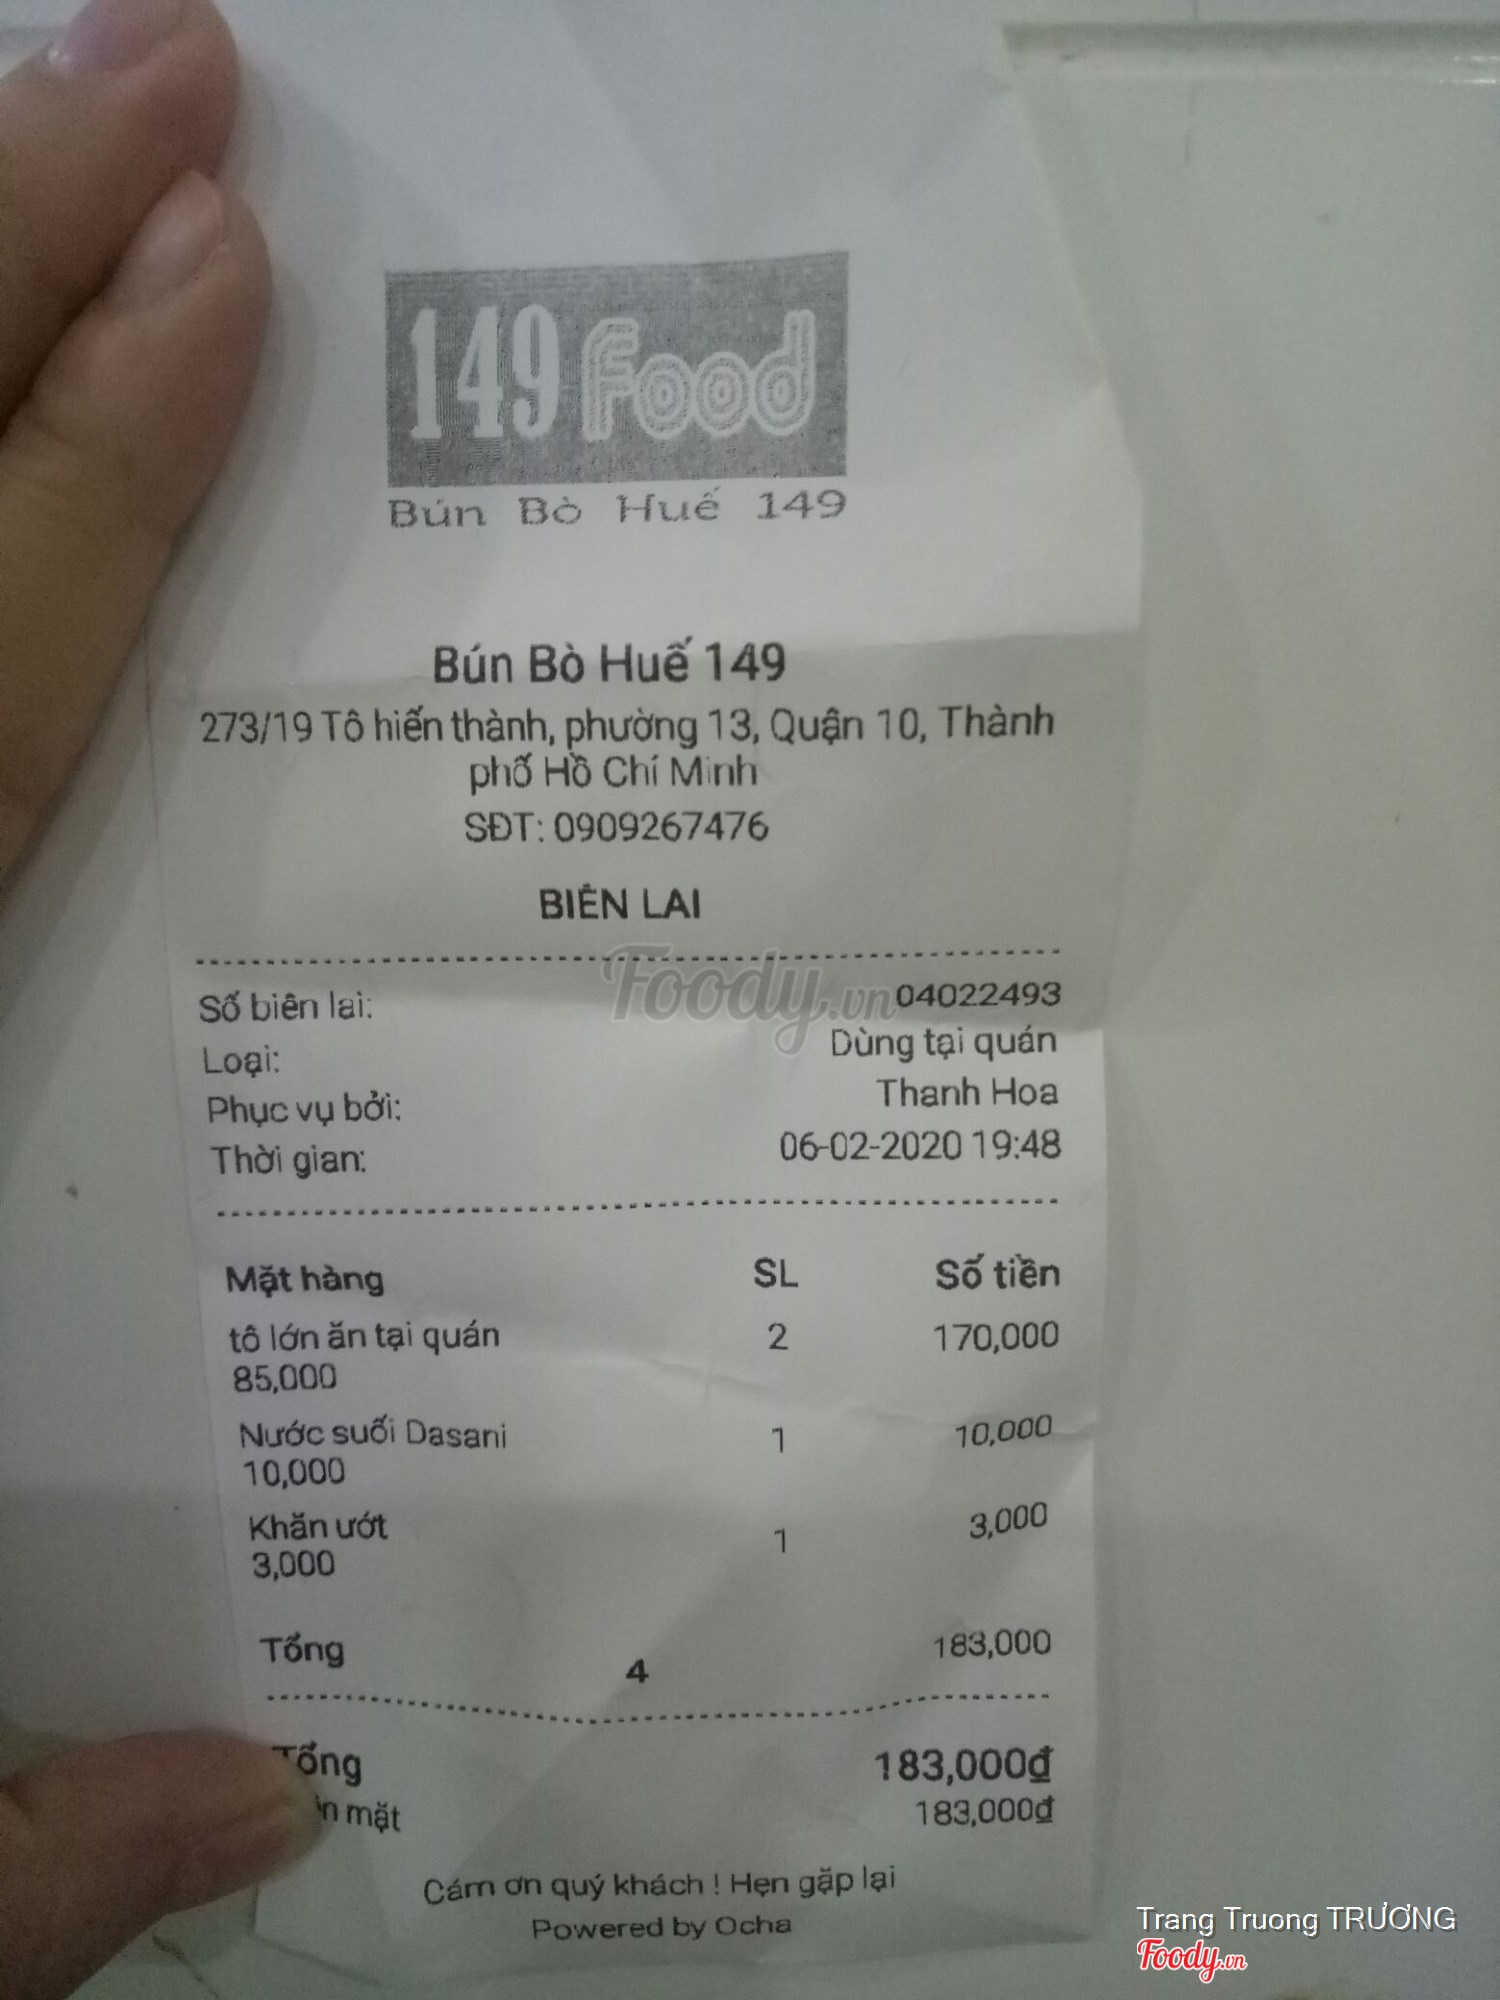 149 Food
Bún Bò Huế 149
Bún Bò Huế 149
273/19 Tô hiến thành, phường 13, Quận 10, Thành
phố Hồ Chí Minh
SĐT: 0909267476
BIÊN LAI
Foody.vn
Số biên lai: 04022493
Loại: Dùng tại quán
Phục vụ bởi: Thanh Hoa
Thời gian: 06-02-2020 19:48
Mặt hàng SL Số tiền
tô lớn ăn tại quán 2 170,000
85,000
Nước suối Dasani 1 10,000
10,000
Khăn ướt 1 3,000
3,000
Tổng 4 183,000
Tổng 183,000₫
mặt 183,000₫
Cám ơn quý khách ! Hẹn gặp lại
Powered by Ocha
Trang Truong TRƯƠNG
Foody.vn